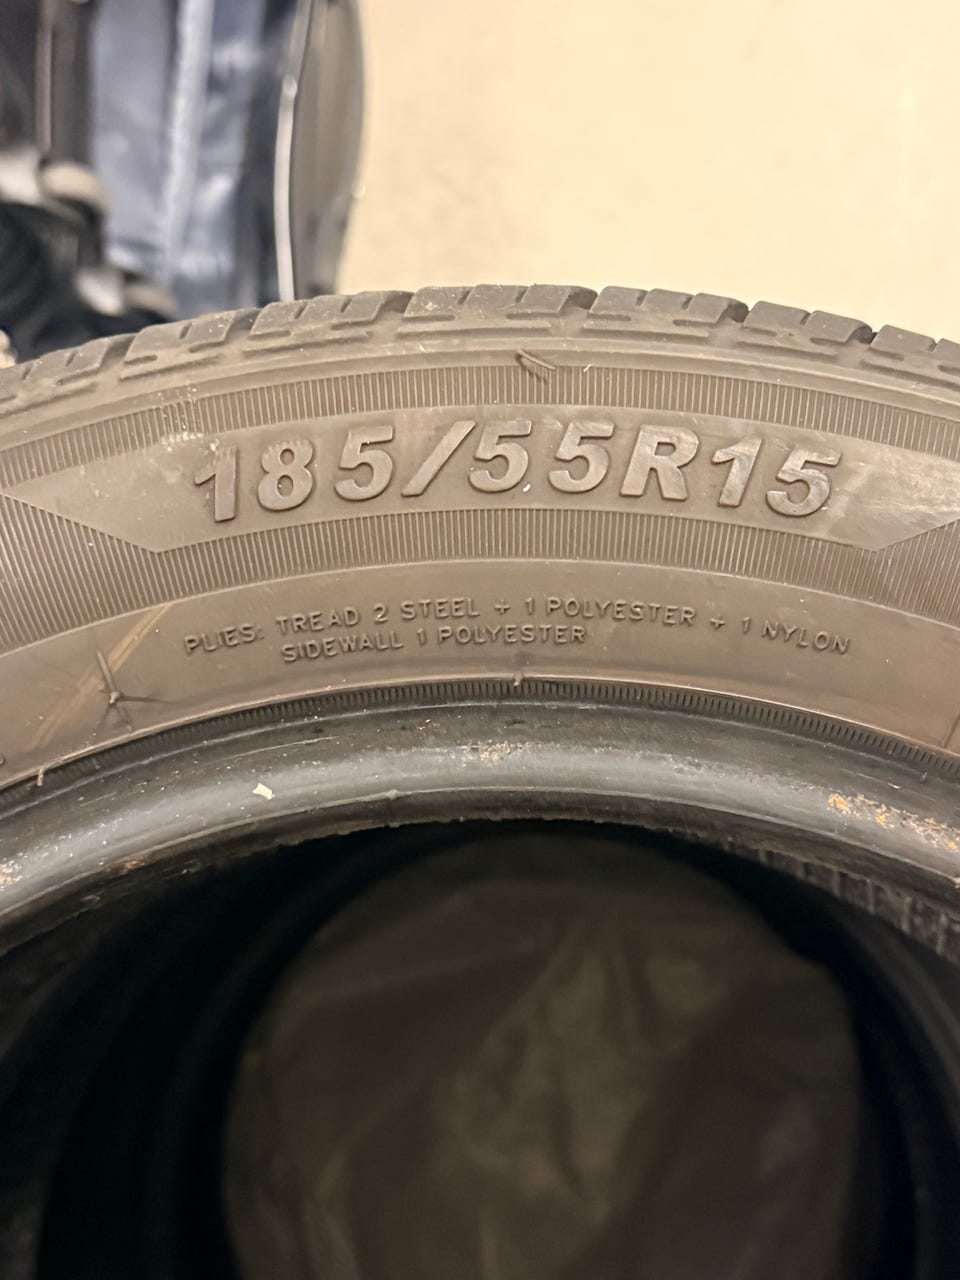 185/55R15
PLIES: TREAD 2 STEEL + 1 POLYESTER + 1 NYLON
SIDEWALL 1 POLYESTER